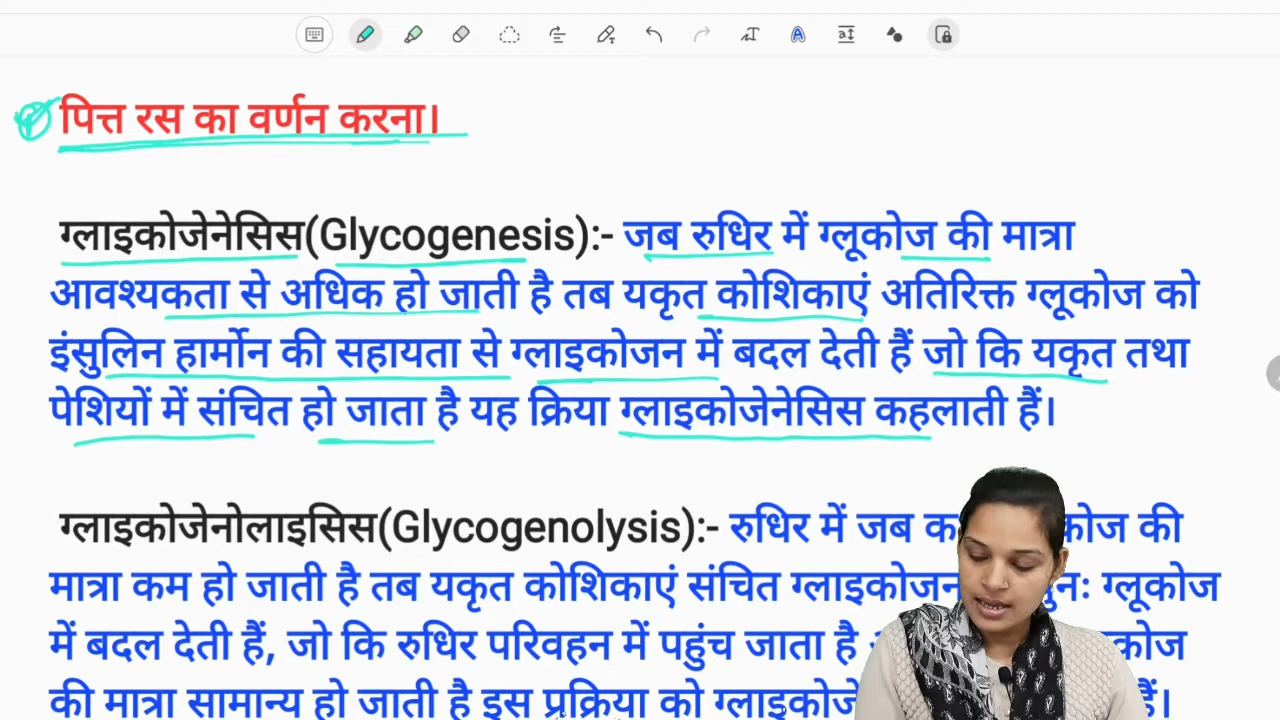 पित्त रस का वर्णन करना।
ग्लाइकोजेनेसिस(Glycogenesis):- जब रुधिर में ग्लूकोज की मात्रा
आवश्यकता से अधिक हो जाती है तब यकृत कोशिकाएं अतिरिक्त ग्लूकोज को
इंसुलिन हार्मोन की सहायता से ग्लाइकोजन में बदल देती हैं जो कि यकृत तथा
पेशियों में संचित हो जाता है यह क्रिया ग्लाइकोजेनेसिस कहलाती हैं।
ग्लाइकोजेनोलाइसिस(Glycogenolysis):- रुधिर में जब की
मात्रा कम हो जाती है तब यकृत कोशिकाएं संचित ग्लाइकोजन ग्लूकोज
में बदल देती हैं, जो कि रुधिर परिवहन में पहुंच जाता है
की मात्रा सामान्य हो जाती है इस प्रक्रिया को हैं।